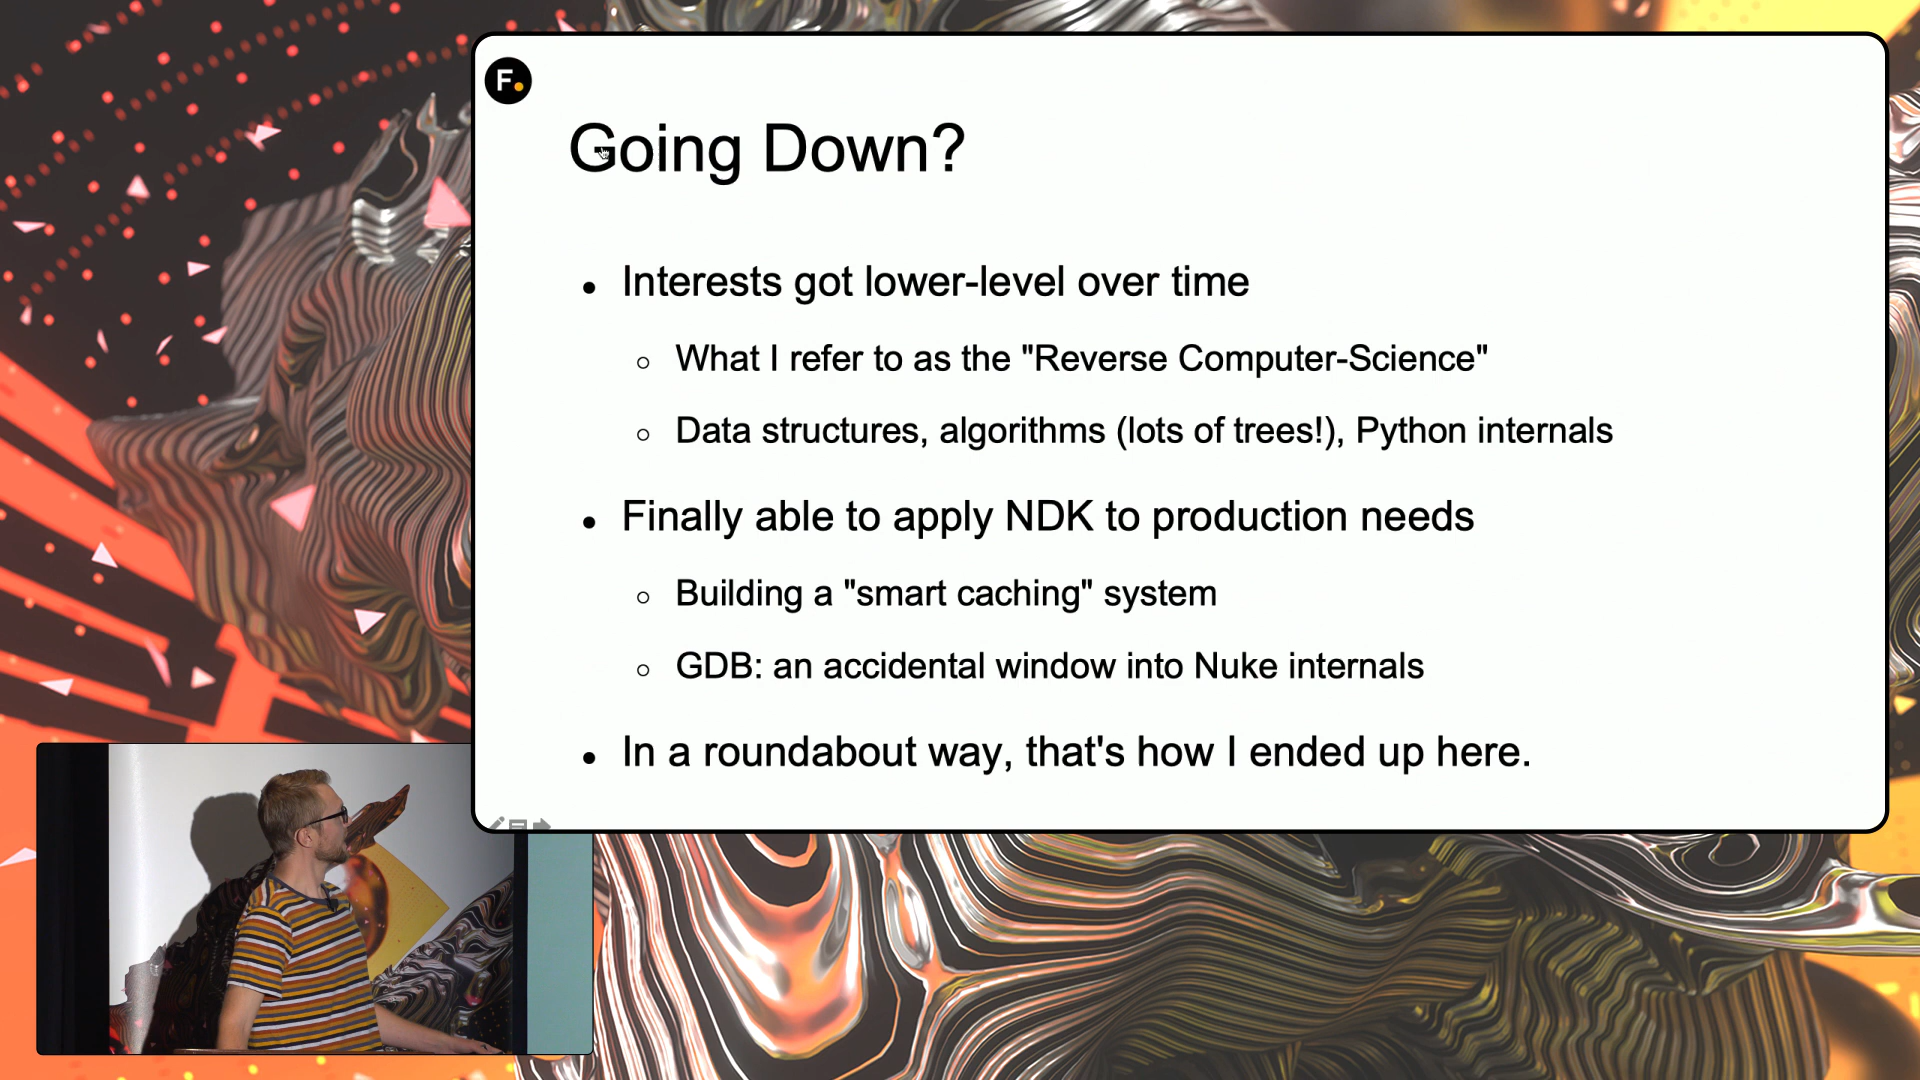 F.
Going Down?
Interests got lower-level over time
What I refer to as the "Reverse Computer-Science"
Data structures, algorithms (lots of trees!), Python internals
Finally able to apply NDK to production needs
Building a "smart caching" system
GDB: an accidental window into Nuke internals
In a roundabout way, that's how I ended up here.